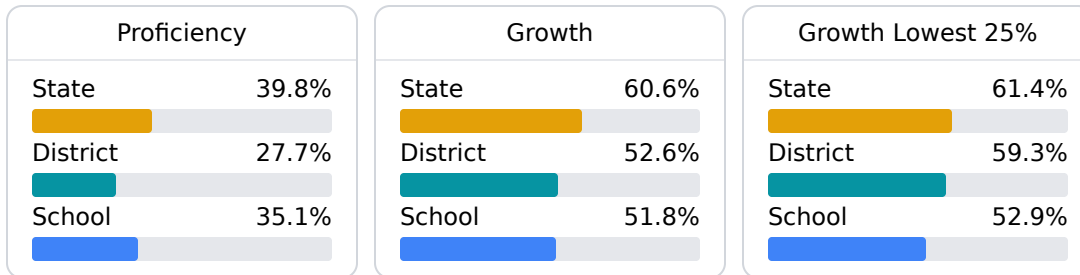 Proficiency
State 39.8%
District 27.7%
School 35.1%
Growth
State 60.6%
District 52.6%
School 51.8%
Growth Lowest 25%
State 61.4%
District 59.3%
School 52.9%